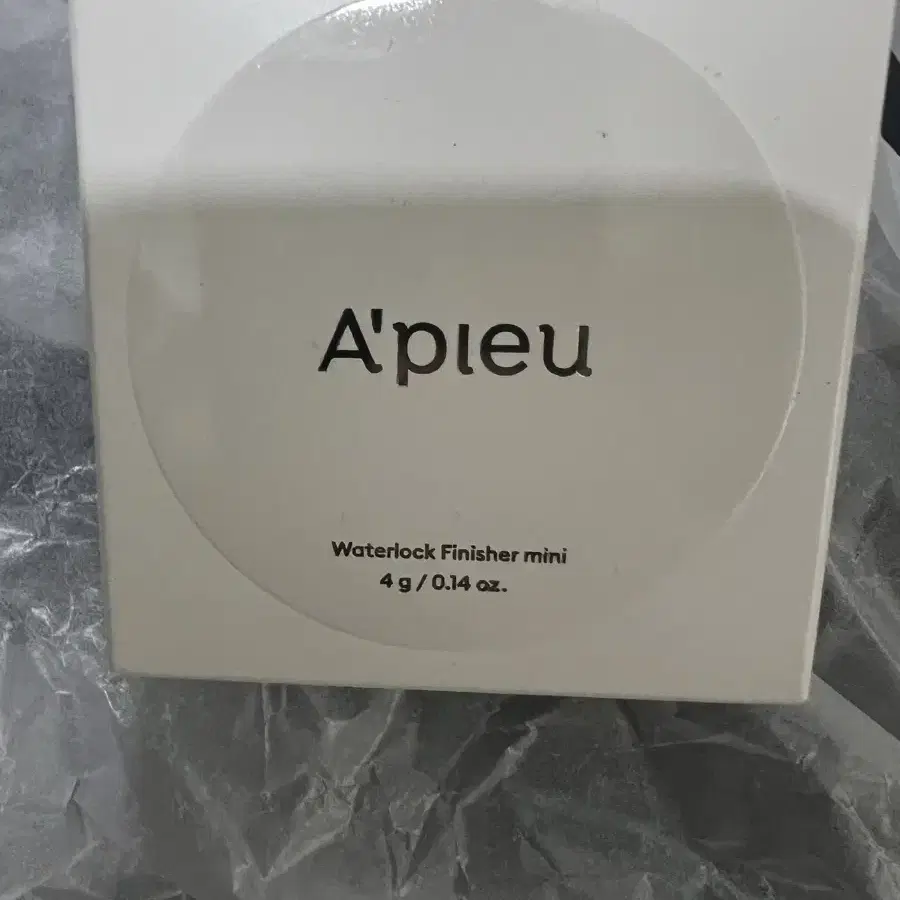 A'pieu
Waterlock Finisher mini
4 g / 0.14 oz.